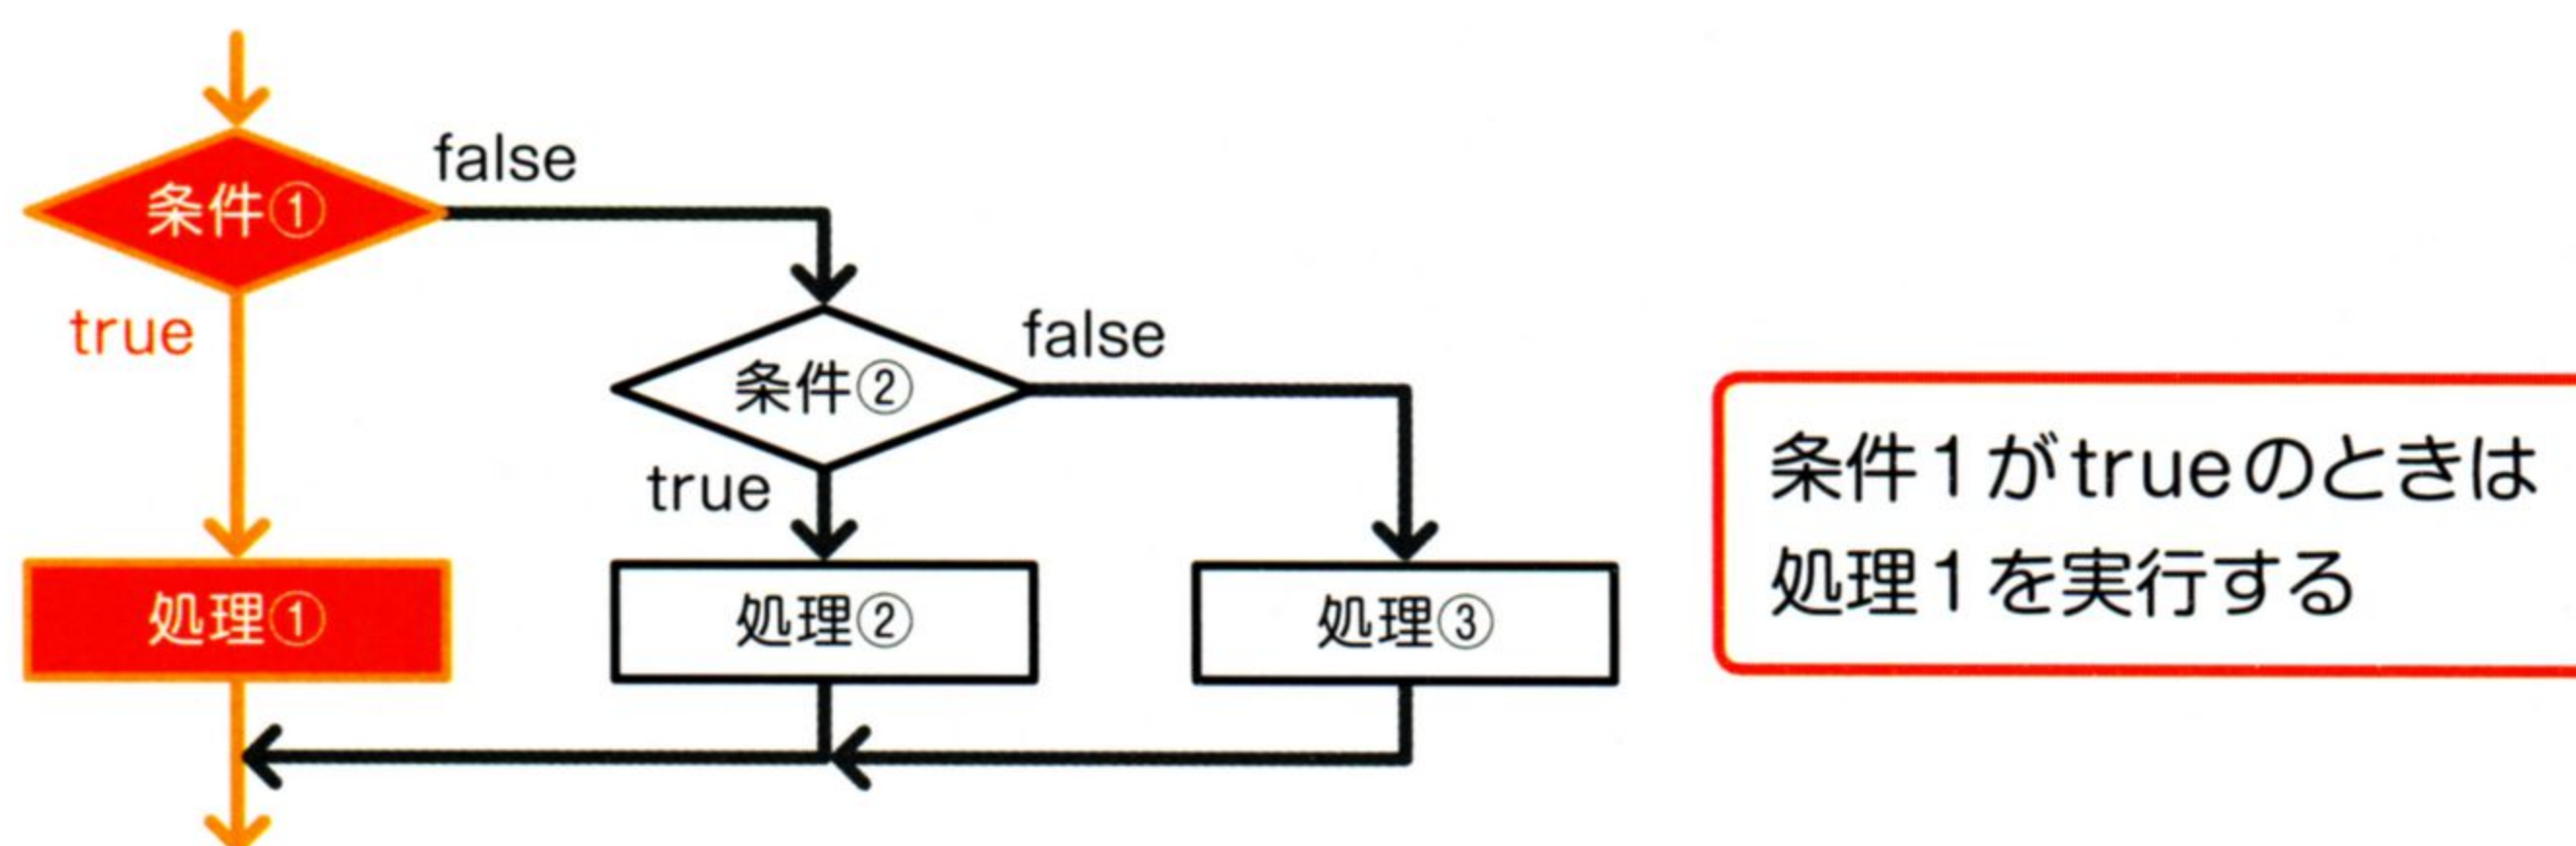 false
条件①
true
false
条件②
true
処理①
処理②
処理③
条件1がtrueのときは
処理1を実行する